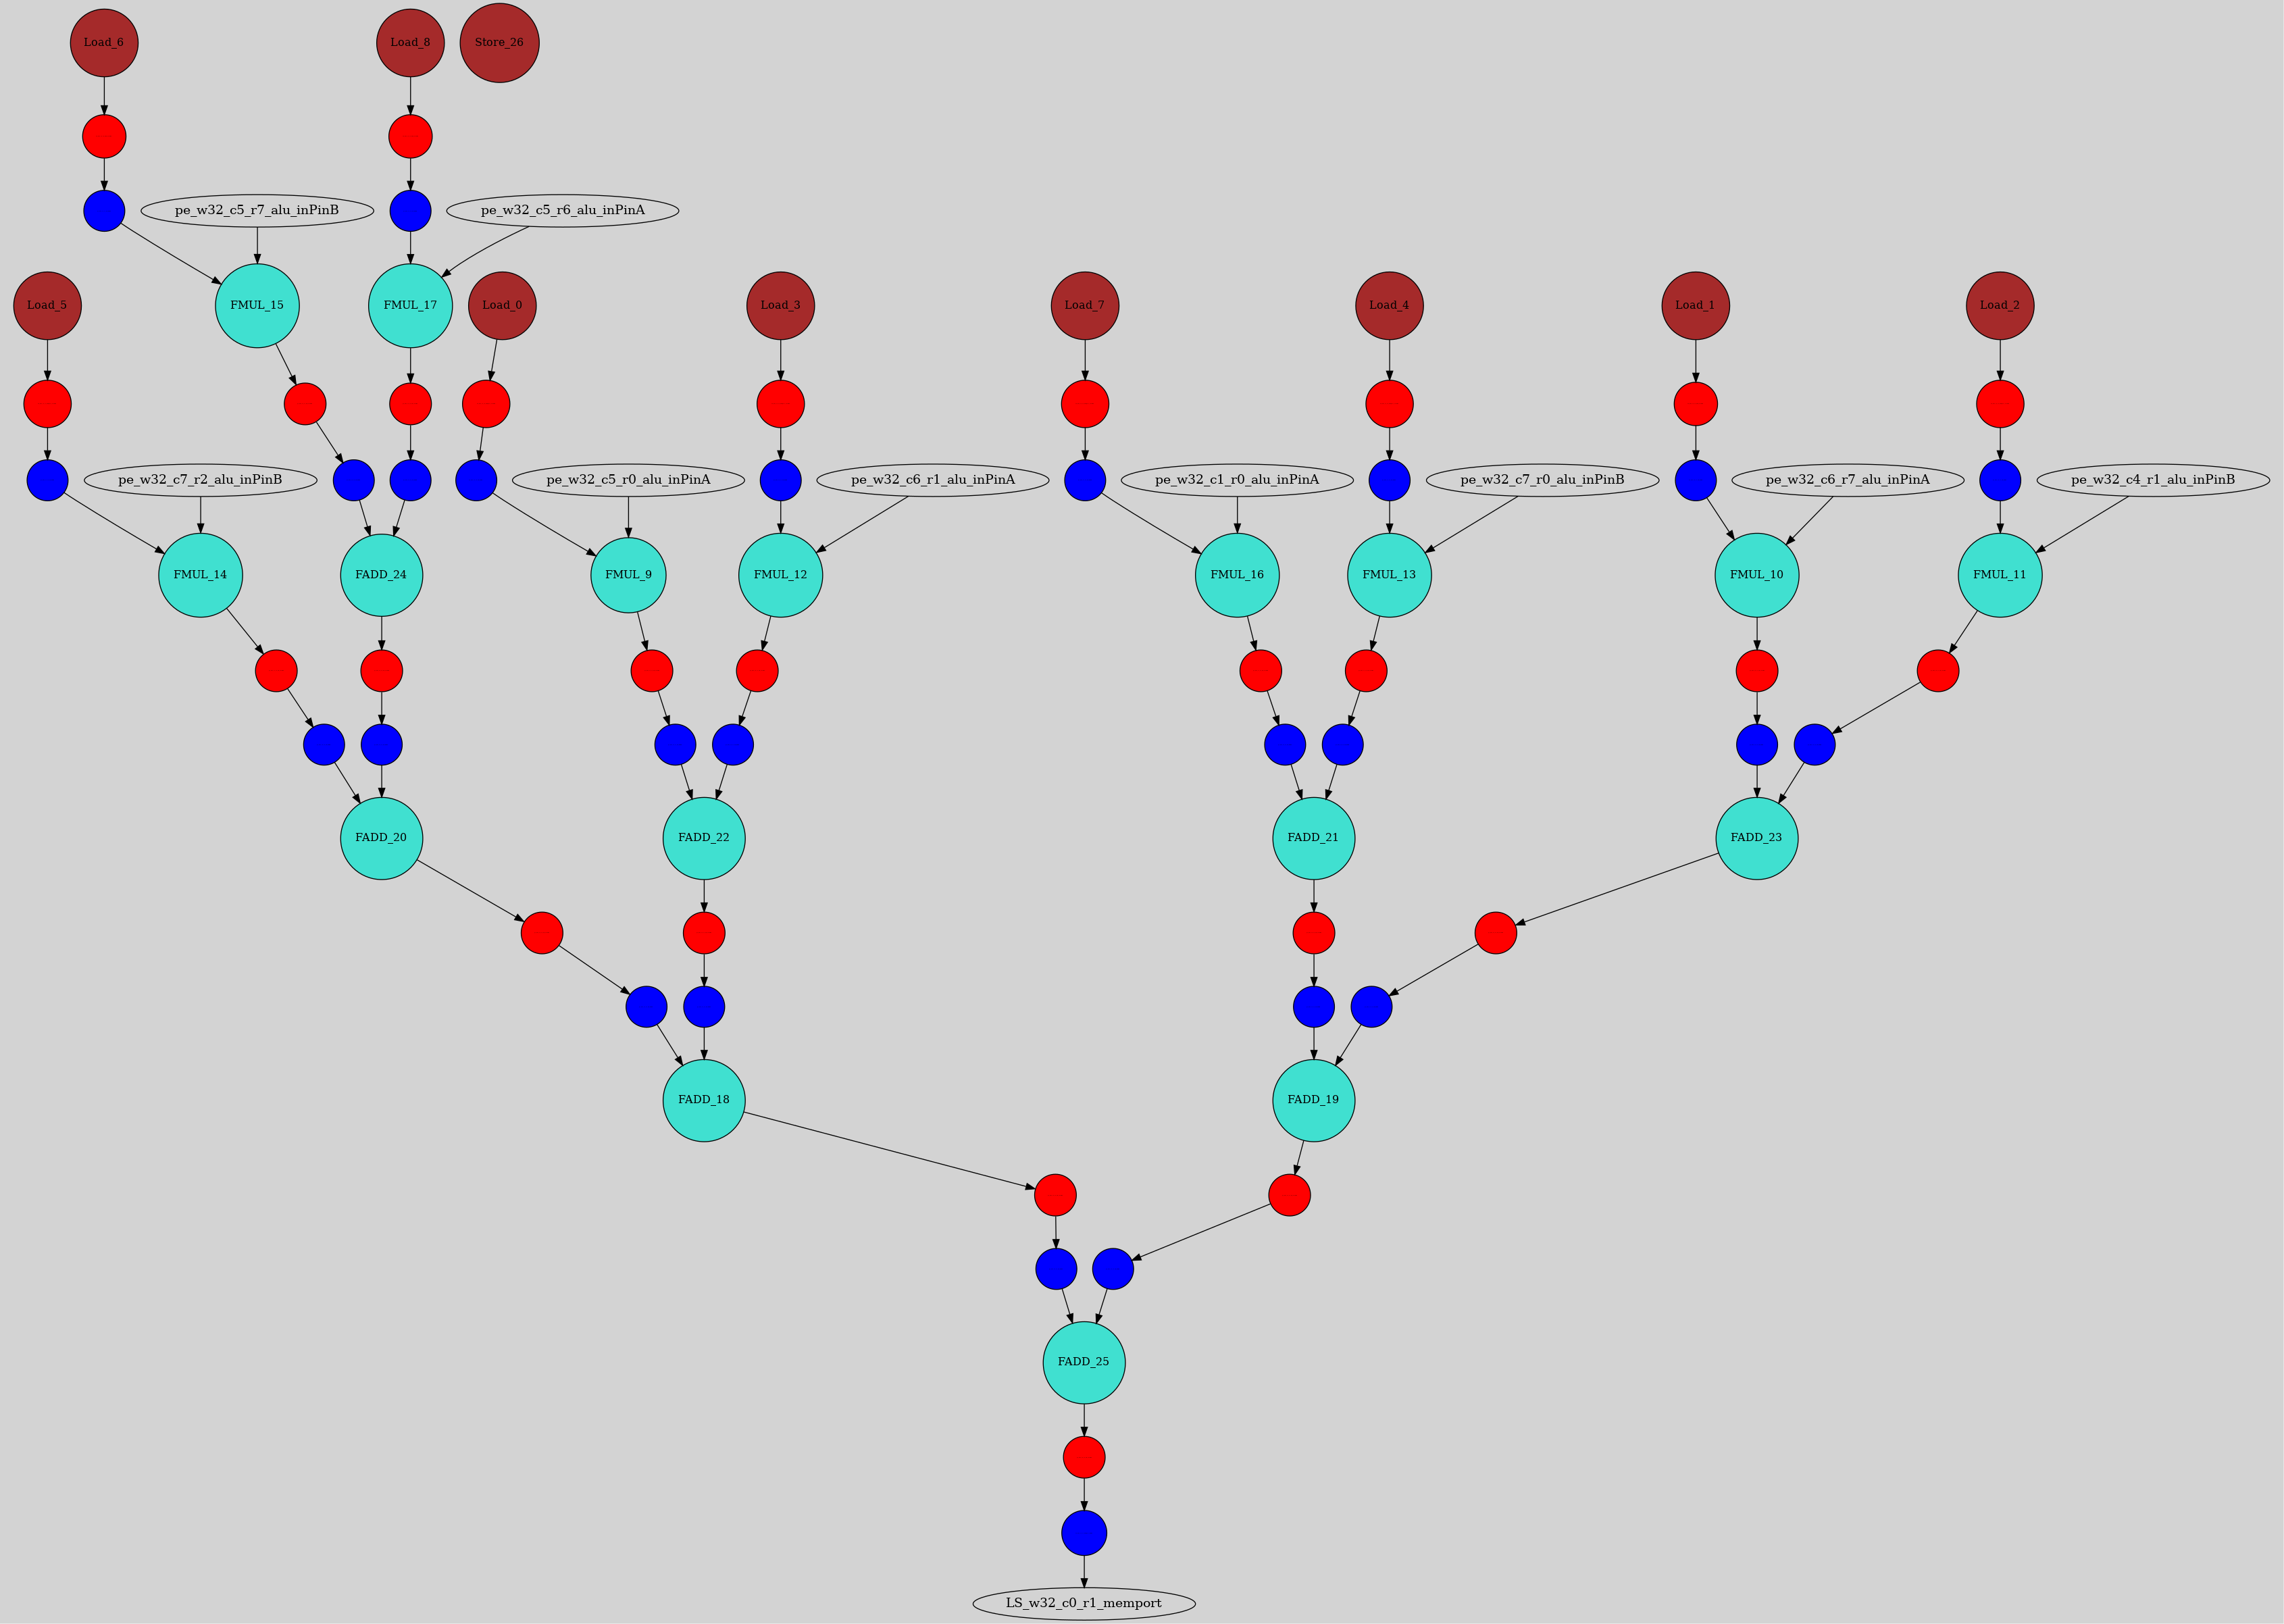 Load_6
Load_8
Store_26
pe_w32_c5_r7_alu_inPinB
pe_w32_c5_r6_alu_inPinA
Load_5
FMUL_15
FMUL_17
Load_0
Load_3
Load_7
Load_4
Load_1
Load_2
pe_w32_c7_r2_alu_inPinB
pe_w32_c5_r0_alu_inPinA
pe_w32_c6_r1_alu_inPinA
pe_w32_c1_r0_alu_inPinA
pe_w32_c7_r0_alu_inPinB
pe_w32_c6_r7_alu_inPinA
pe_w32_c4_r1_alu_inPinB
FMUL_14
FADD_24
FMUL_9
FMUL_12
FMUL_16
FMUL_13
FMUL_10
FMUL_11
FADD_20
FADD_22
FADD_21
FADD_23
FADD_18
FADD_19
FADD_25
LS_w32_c0_r1_memport